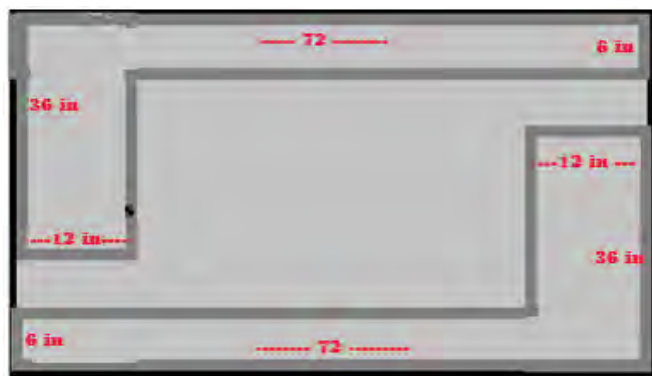 ----- 72 --------
6 in
36 in
---12 in---
---12 in----
36 in
6 in
-------- 72 ---------